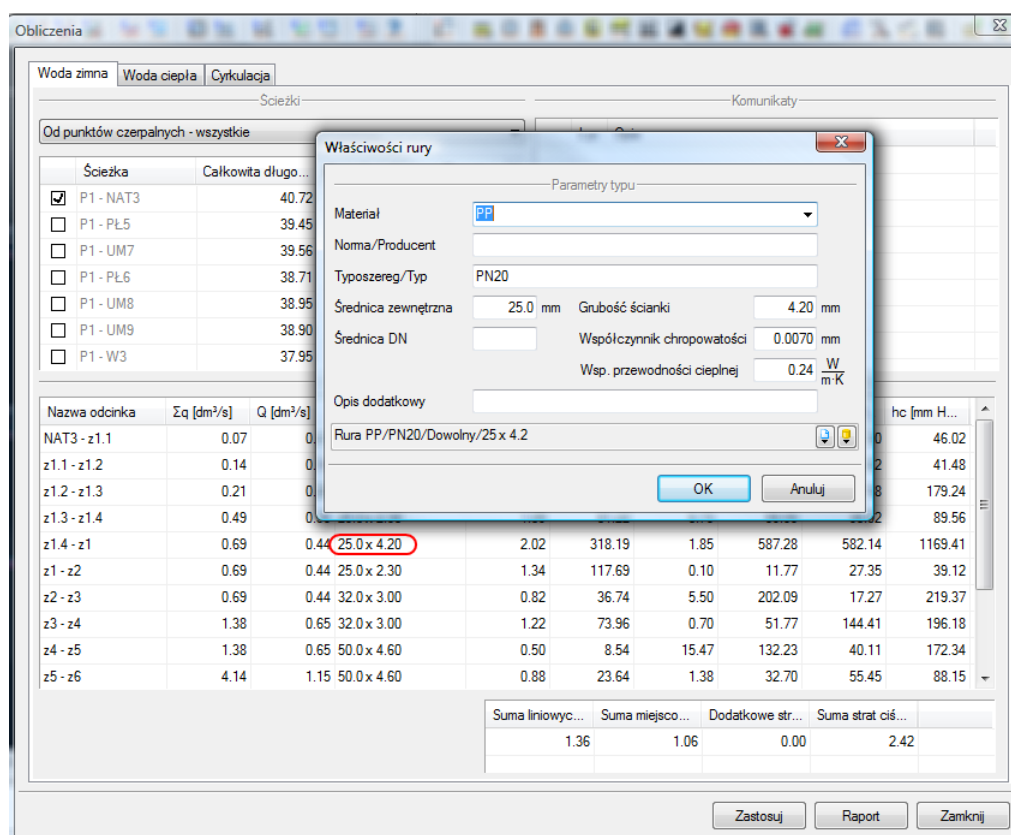 Obliczenia
Woda zimna Woda ciepła Cyrkulacja
Ścieżki Komunikaty
Od punktów czerpalnych - wszystkie
Ścieżka Całkowita długo...
P1 - NAT3 40.72
P1 - PŁ5 39.45
P1 - UM7 39.56
P1 - PŁ6 38.71
P1 - UM8 38.95
P1 - UM9 38.90
P1 - W3 37.95
Właściwości rury
Parametry typu
Materiał PP
Norma/Producent
Typoszereg/Typ PN20
Średnica zewnętrzna 25.0 mm Grubość ścianki 4.20 mm
Średnica DN Współczynnik chropowatości 0.0070 mm
Wsp. przewodności cieplnej 0.24 W/m·K
Opis dodatkowy
Rura PP/PN20/Dowolny/25 x 4.2
OK Anuluj
Nazwa odcinka Σq [dm³/s] Q [dm³/s] hc [mm H...
NAT3 - z1.1 0.07 46.02
z1.1 - z1.2 0.14 41.48
z1.2 - z1.3 0.21 179.24
z1.3 - z1.4 0.49 89.56
z1.4 - z1 0.69 0.44 25.0 x 4.20 2.02 318.19 1.85 587.28 582.14 1169.41
z1 - z2 0.69 0.44 25.0 x 2.30 1.34 117.69 0.10 11.77 27.35 39.12
z2 - z3 0.69 0.44 32.0 x 3.00 0.82 36.74 5.50 202.09 17.27 219.37
z3 - z4 1.38 0.65 32.0 x 3.00 1.22 73.96 0.70 51.77 144.41 196.18
z4 - z5 1.38 0.65 50.0 x 4.60 0.50 8.54 15.47 132.23 40.11 172.34
z5 - z6 4.14 1.15 50.0 x 4.60 0.88 23.64 1.38 32.70 55.45 88.15
Suma liniowyc... Suma miejsco... Dodatkowe str... Suma strat ciś...
1.36 1.06 0.00 2.42
Zastosuj Raport Zamknij